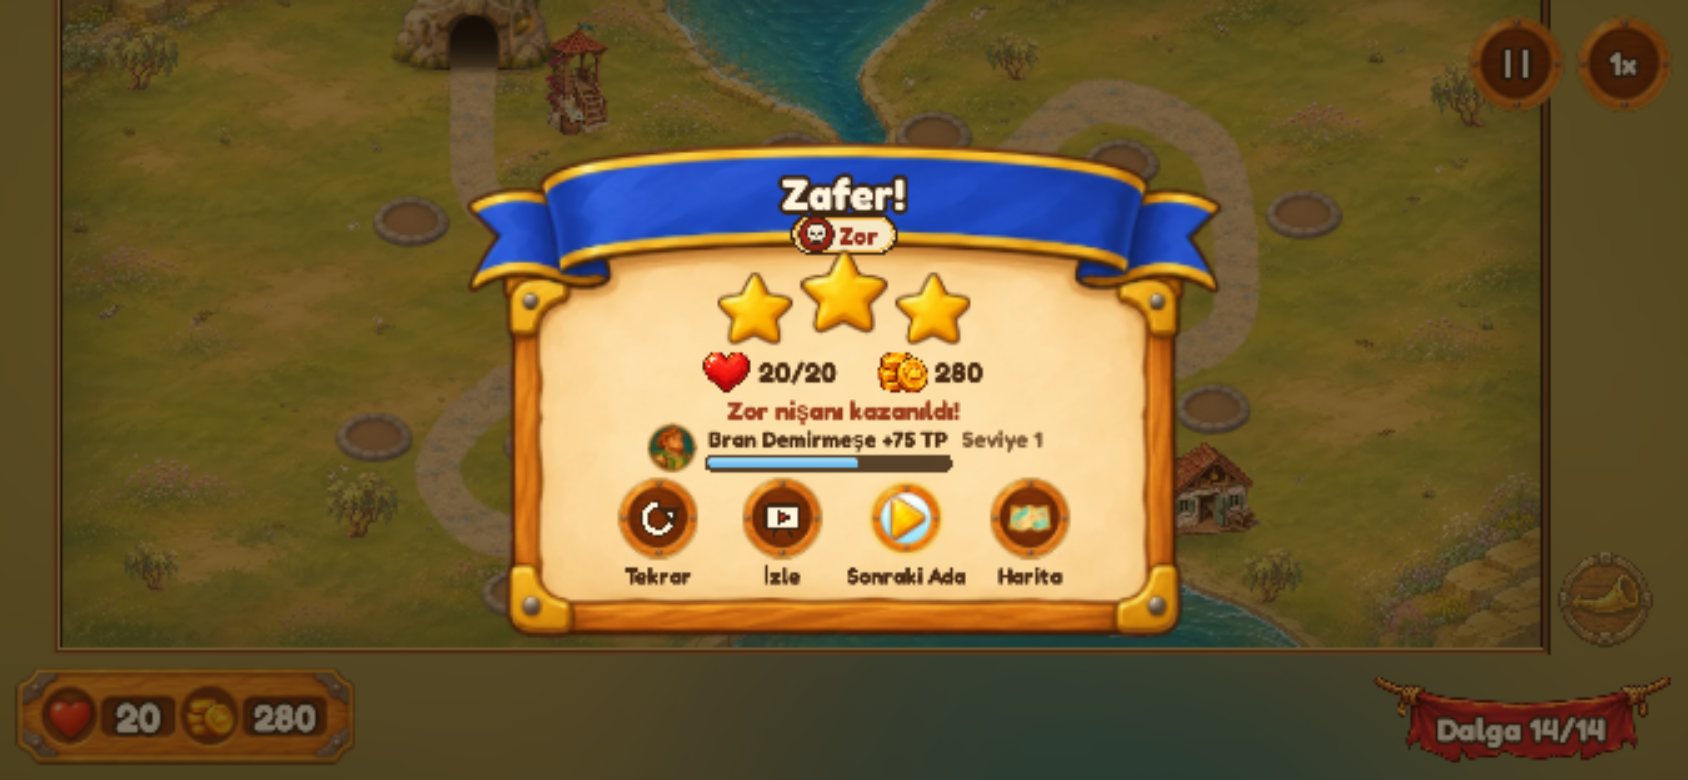 1x
Zafer!
Zor
20/20 280
Zor nişanı kazanıldı!
Bran Demirmeşe +75 TP Seviye 1
Tekrar İzle Sonraki Ada Harita
20 280
Dalga 14/14